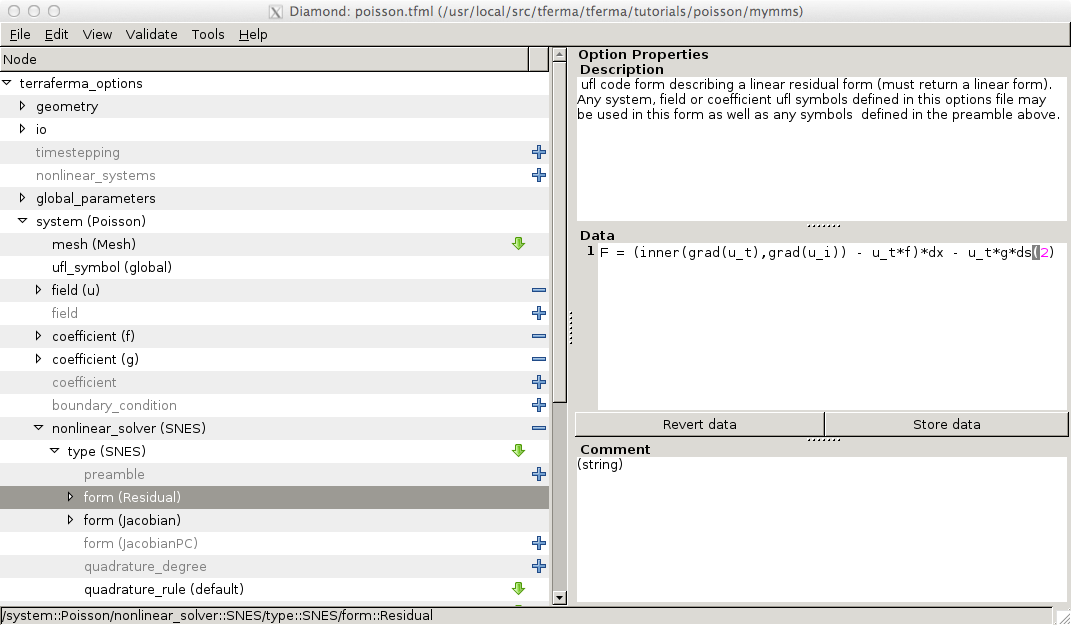 Diamond: poisson.tfml (/usr/local/src/tferma/tferma/tutorials/poisson/mymms)
File Edit View Validate Tools Help
Node
terraferma_options
geometry
io
timestepping
nonlinear_systems
global_parameters
system (Poisson)
mesh (Mesh)
ufl_symbol (global)
field (u)
field
coefficient (f)
coefficient (g)
coefficient
boundary_condition
nonlinear_solver (SNES)
type (SNES)
preamble
form (Residual)
form (Jacobian)
form (JacobianPC)
quadrature_degree
quadrature_rule (default)
Option Properties
Description
ufl code form describing a linear residual form (must return a linear form).
Any system, field or coefficient ufl symbols defined in this options file may
be used in this form as well as any symbols  defined in the preamble above.
Data
1 F = (inner(grad(u_t),grad(u_i)) - u_t*f)*dx - u_t*g*ds(2)
Revert data Store data
Comment
(string)
/system::Poisson/nonlinear_solver::SNES/type::SNES/form::Residual